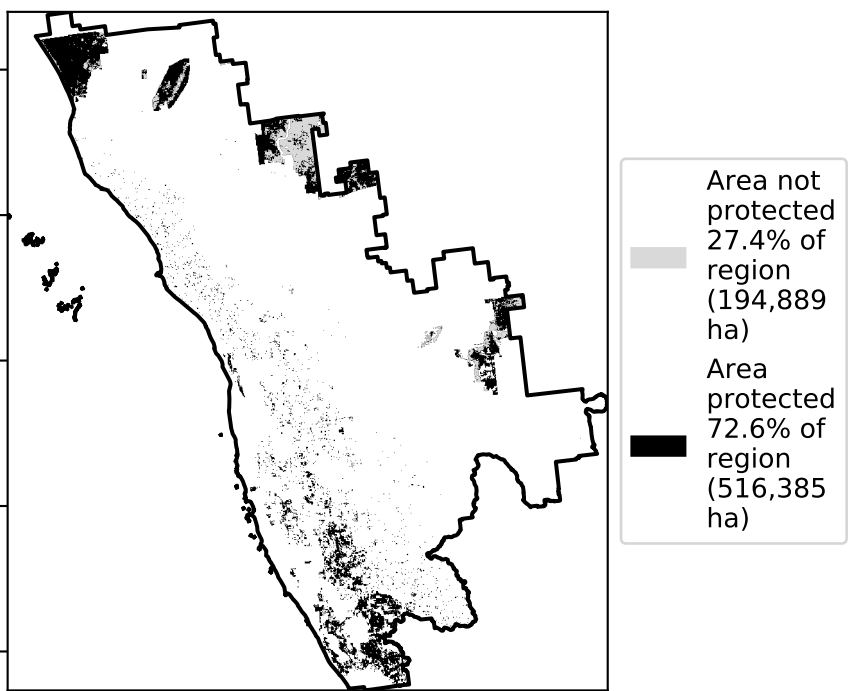 Area not
protected
27.4% of
region
(194,889
ha)
Area
protected
72.6% of
region
(516,385
ha)